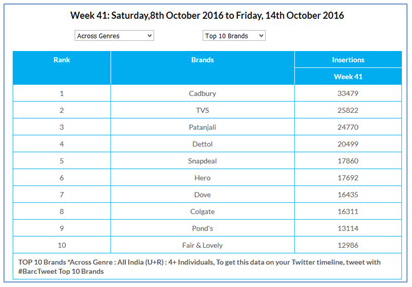 Week 41: Saturday,8th October 2016 to Friday, 14th October 2016
Across Genres Top 10 Brands
Rank Brands Insertions
Week 41
1 Cadbury 33479
2 TVS 25822
3 Patanjali 24770
4 Dettol 20499
5 Snapdeal 17860
6 Hero 17692
7 Dove 16435
8 Colgate 16311
9 Pond's 13114
10 Fair & Lovely 12986
TOP 10 Brands *Across Genre : All India (U+R) : 4+ Individuals, To get this data on your Twitter timeline, tweet with
#BarcTweet Top 10 Brands